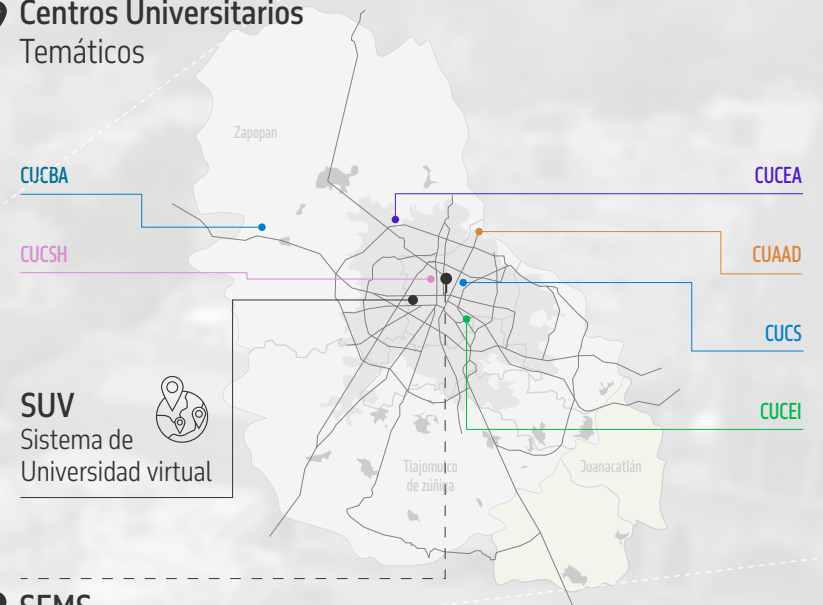 Centros Universitarios
Temáticos
Zapopan
CUCBA
CUCEA
CUCSH
CUAAD
CUCS
SUV
Sistema de
Universidad virtual
CUCEI
Tlajomulco
de zúñiga
Juanacatlán
SEMS